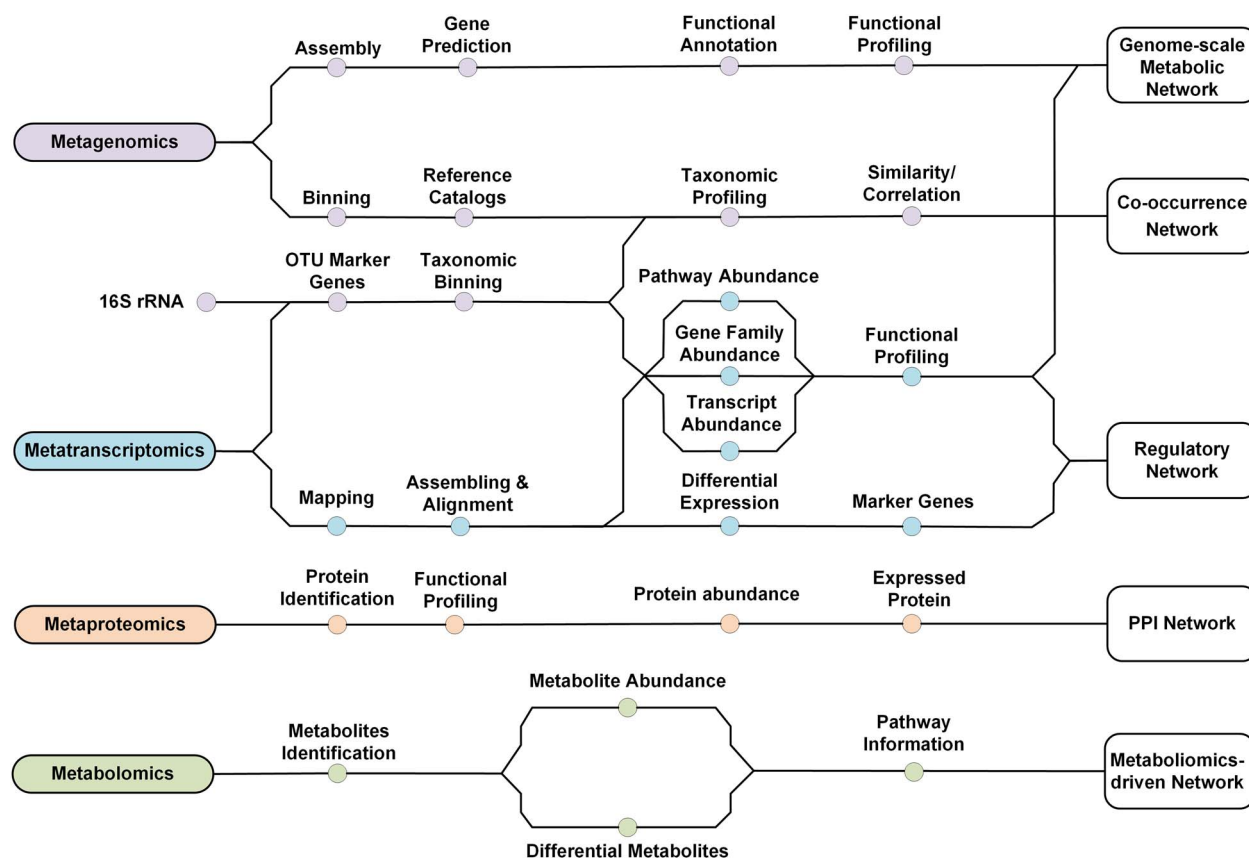 Assembly
Gene
Prediction
Functional
Annotation
Functional
Profiling
Genome-scale
Metabolic
Network
Metagenomics
Binning
Reference
Catalogs
Taxonomic
Profiling
Similarity/
Correlation
Co-occurrence
Network
16S rRNA
OTU Marker
Genes
Taxonomic
Binning
Pathway Abundance
Gene Family
Abundance
Transcript
Abundance
Functional
Profiling
Metatranscriptomics
Mapping
Assembling &
Alignment
Differential
Expression
Marker Genes
Regulatory
Network
Metaproteomics
Protein
Identification
Functional
Profiling
Protein abundance
Expressed
Protein
PPI Network
Metabolomics
Metabolites
Identification
Metabolite Abundance
Differential Metabolites
Pathway
Information
Metaboliomics-
driven Network